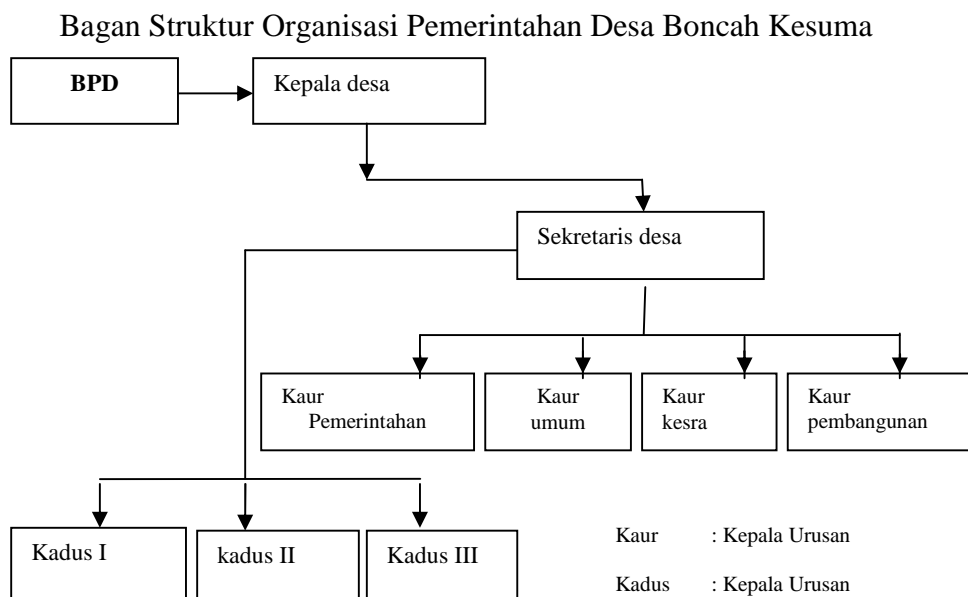 Bagan Struktur Organisasi Pemerintahan Desa Boncah Kesuma
BPD
Kepala desa
Sekretaris desa
Kaur
Pemerintahan
Kaur
umum
Kaur
kesra
Kaur
pembangunan
Kadus I
kadus II
Kadus III
Kaur : Kepala Urusan
Kadus : Kepala Urusan